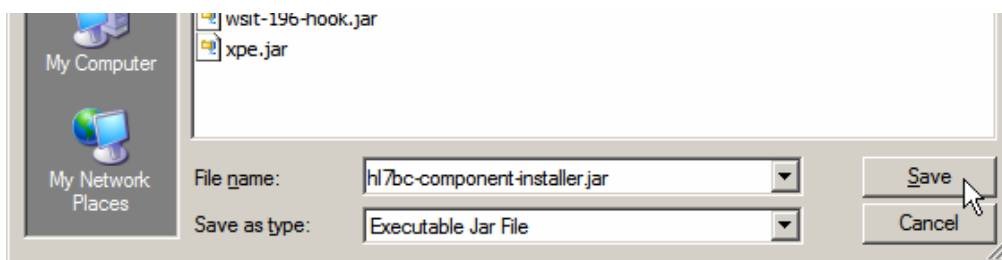 wsit-196-hook.jar
xpe.jar
My Computer
My Network
Places
File name:
hl7bc-component-installer.jar
Save
Save as type:
Executable Jar File
Cancel